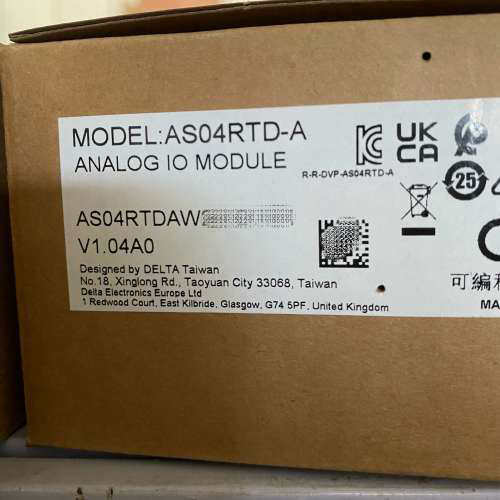 MODEL:AS04RTD-A
ANALOG IO MODULE
UK
CA
R-R-DVP-AS04RTD-A
25
AS04RTDAW
V1.04A0
Designed by DELTA Taiwan
No.18, Xinglong Rd., Taoyuan City 33068, Taiwan
Delta Electronics Europe Ltd
1 Redwood Court, East Kilbride, Glasgow, G74 5PF, United Kingdom
可編程
MA